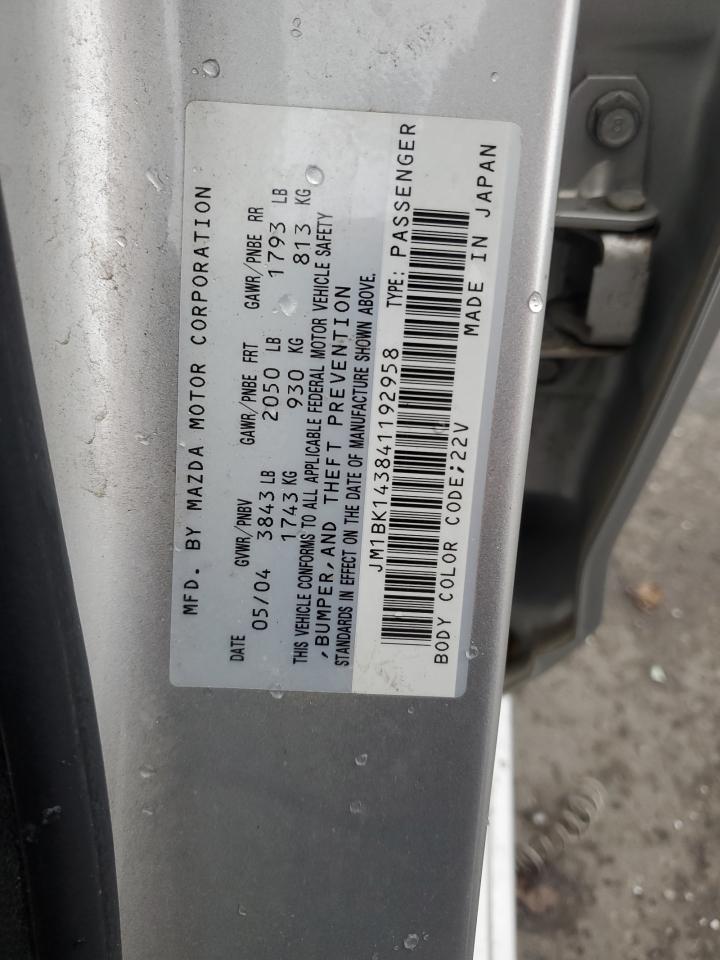 MFD. BY MAZDA MOTOR CORPORATION
DATE GVWR/PNBV GAWR/PNBE FRT GAWR/PNBE RR
05/04 3843 LB 2050 LB 1793 LB
1743 KG 930 KG 813 KG
THIS VEHICLE CONFORMS TO ALL APPLICABLE FEDERAL MOTOR VEHICLE SAFETY
,BUMPER,AND THEFT PREVENTION
STANDARDS IN EFFECT ON THE DATE OF MANUFACTURE SHOWN ABOVE.
JM1BK143841192958 TYPE: PASSENGER
BODY COLOR CODE;22V MADE IN JAPAN